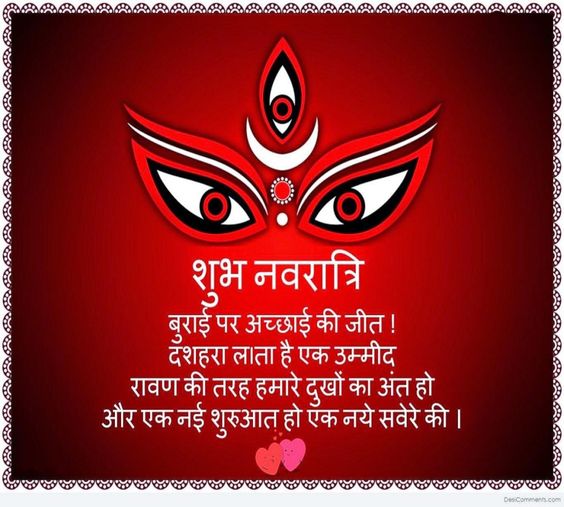 शुभ नवरात्रि
बुराई पर अच्छाई की जीत !
दशहरा लाता है एक उम्मीद
रावण की तरह हमारे दुखों का अंत हो
और एक नई शुरुआत हो एक नये सवेरे की ।
DesiComments.com